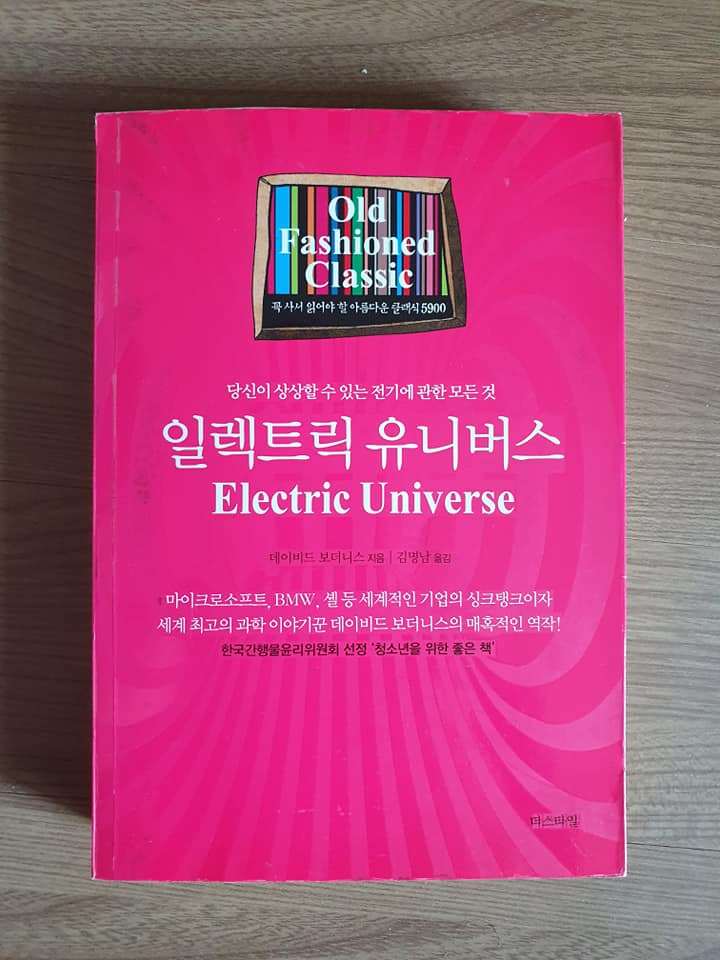 Old
Fashioned
Classic
꼭 사서 읽어야 할 아름다운 클래식 5900
당신이 상상할 수 있는 전기에 관한 모든 것
일렉트릭 유니버스
Electric Universe
데이비드 보더니스 지음 | 김명남 옮김
마이크로소프트, BMW, 셸 등 세계적인 기업의 싱크탱크이자
세계 최고의 과학 이야기꾼 데이비드 보더니스의 매혹적인 역작!
한국간행물윤리위원회 선정 '청소년을 위한 좋은 책'
더스타일